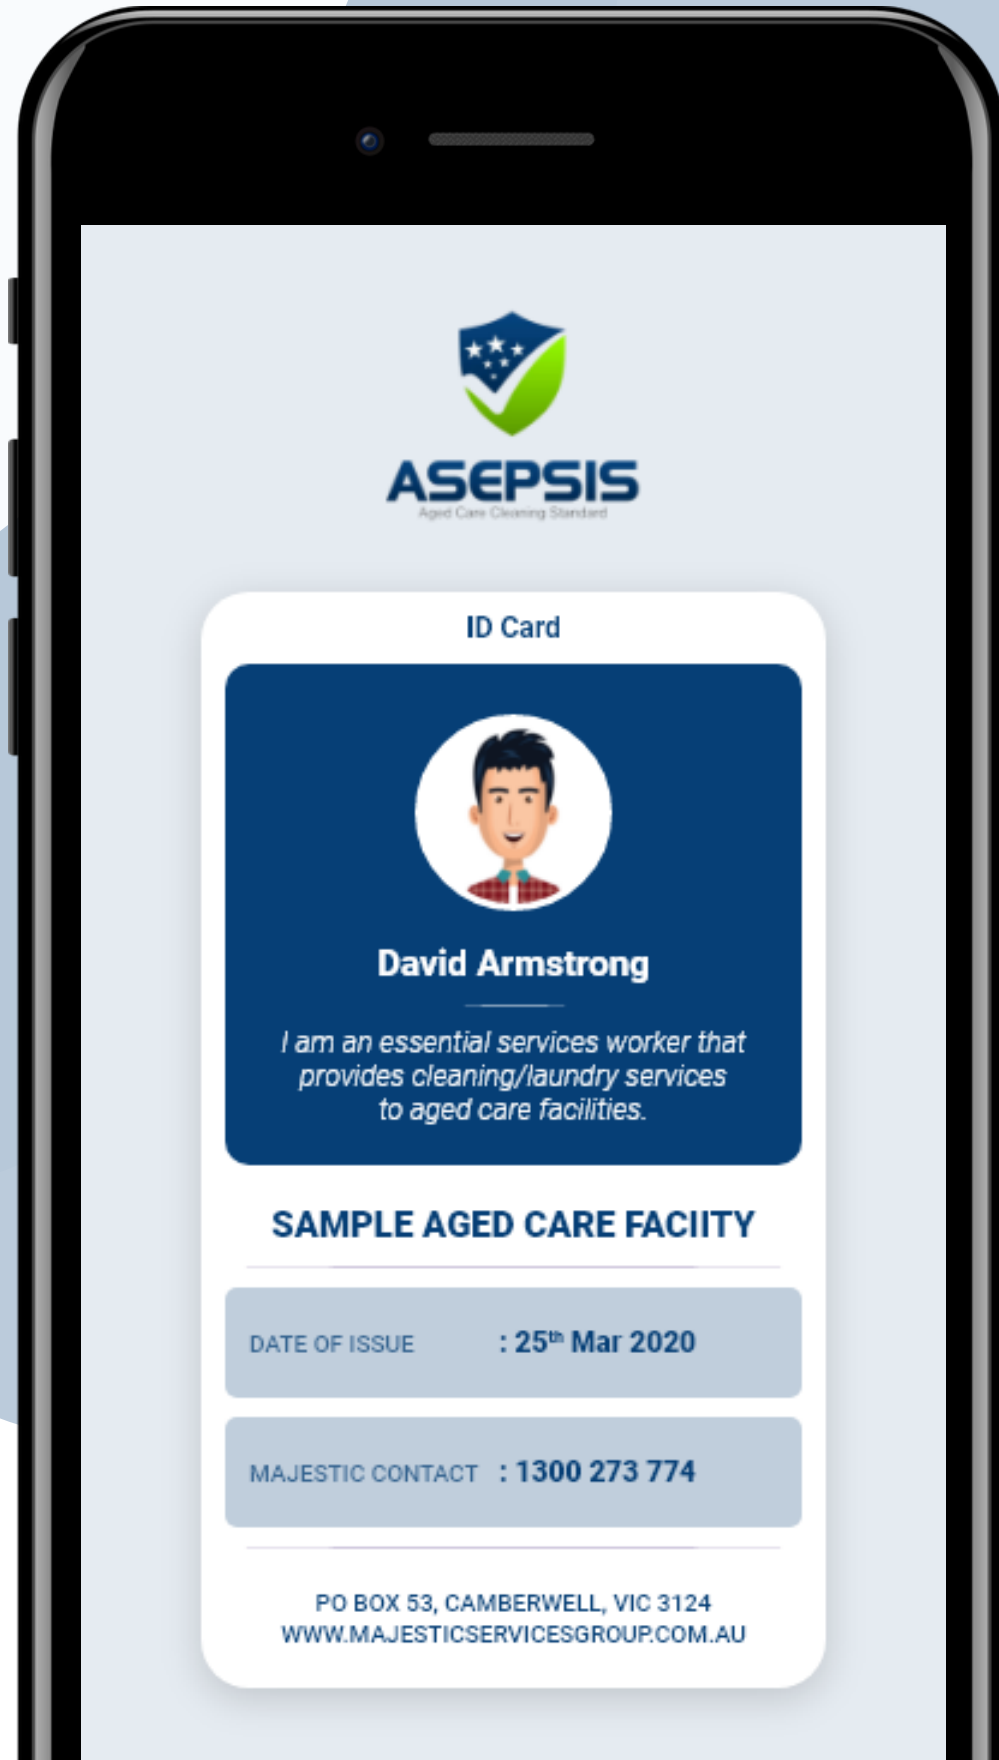 ASEPSIS
Aged Care Cleaning Standard
ID Card
David Armstrong
I am an essential services worker that
provides cleaning/laundry services
to aged care facilities.
SAMPLE AGED CARE FACIITY
DATE OF ISSUE : 25th Mar 2020
MAJESTIC CONTACT : 1300 273 774
PO BOX 53, CAMBERWELL, VIC 3124
WWW.MAJESTICSERVICESGROUP.COM.AU